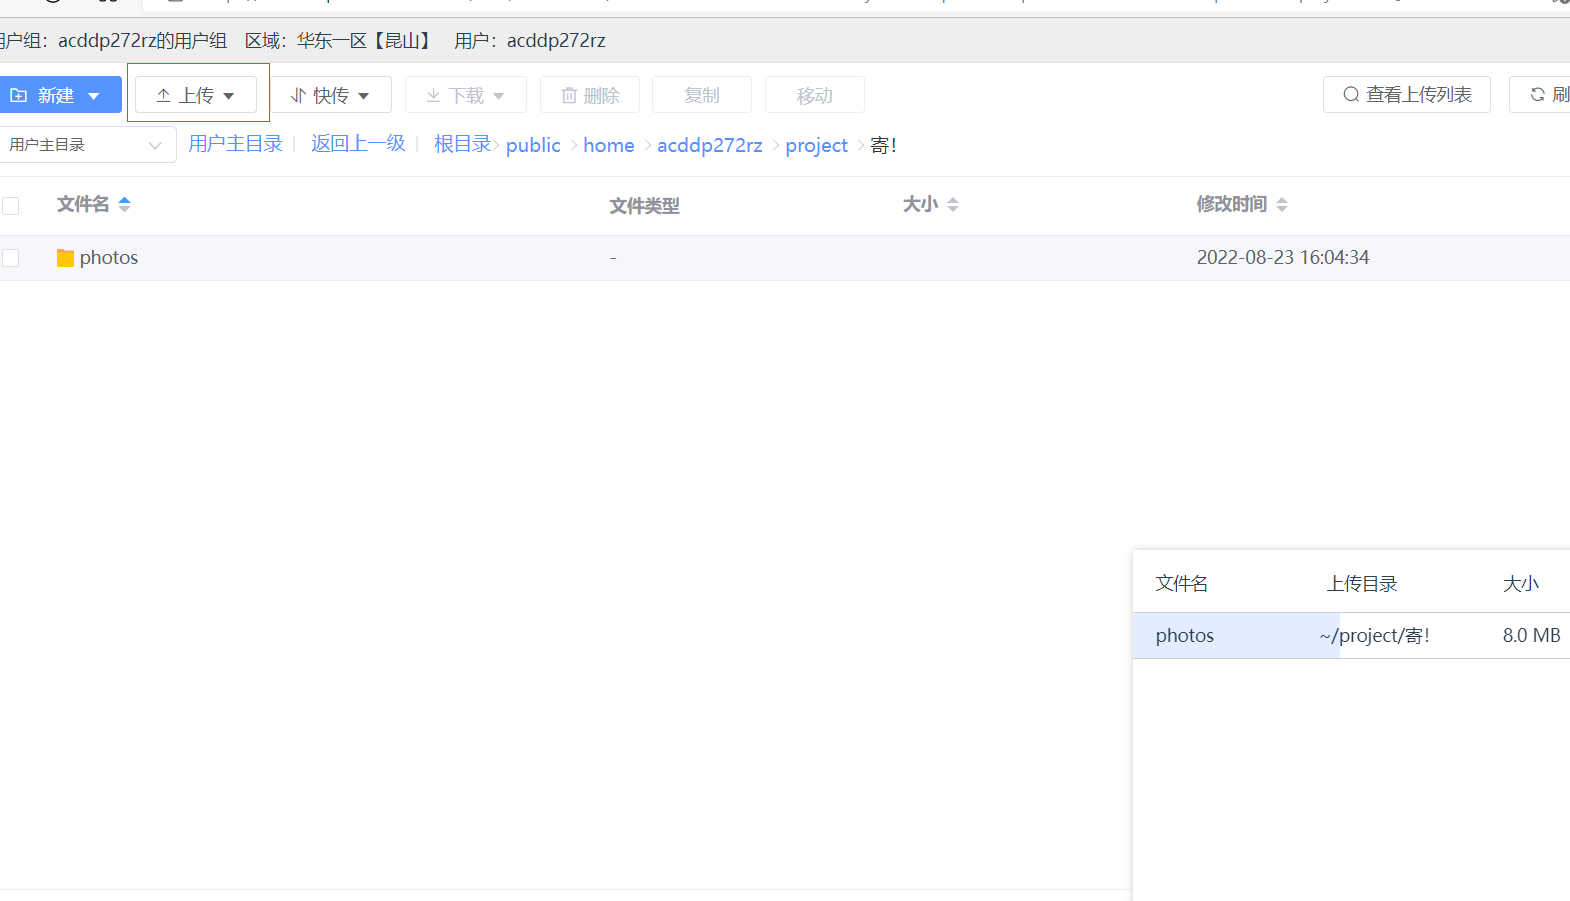 用户组：acddp272rz的用户组 区域：华东一区【昆山】 用户：acddp272rz
新建 上传 快传 下载 删除 复制 移动 查看上传列表 刷
用户主目录 用户主目录 返回上一级 根目录 public home acddp272rz project 寄!
文件名 文件类型 大小 修改时间
photos - 2022-08-23 16:04:34
文件名 上传目录 大小
photos ~/project/寄! 8.0 MB